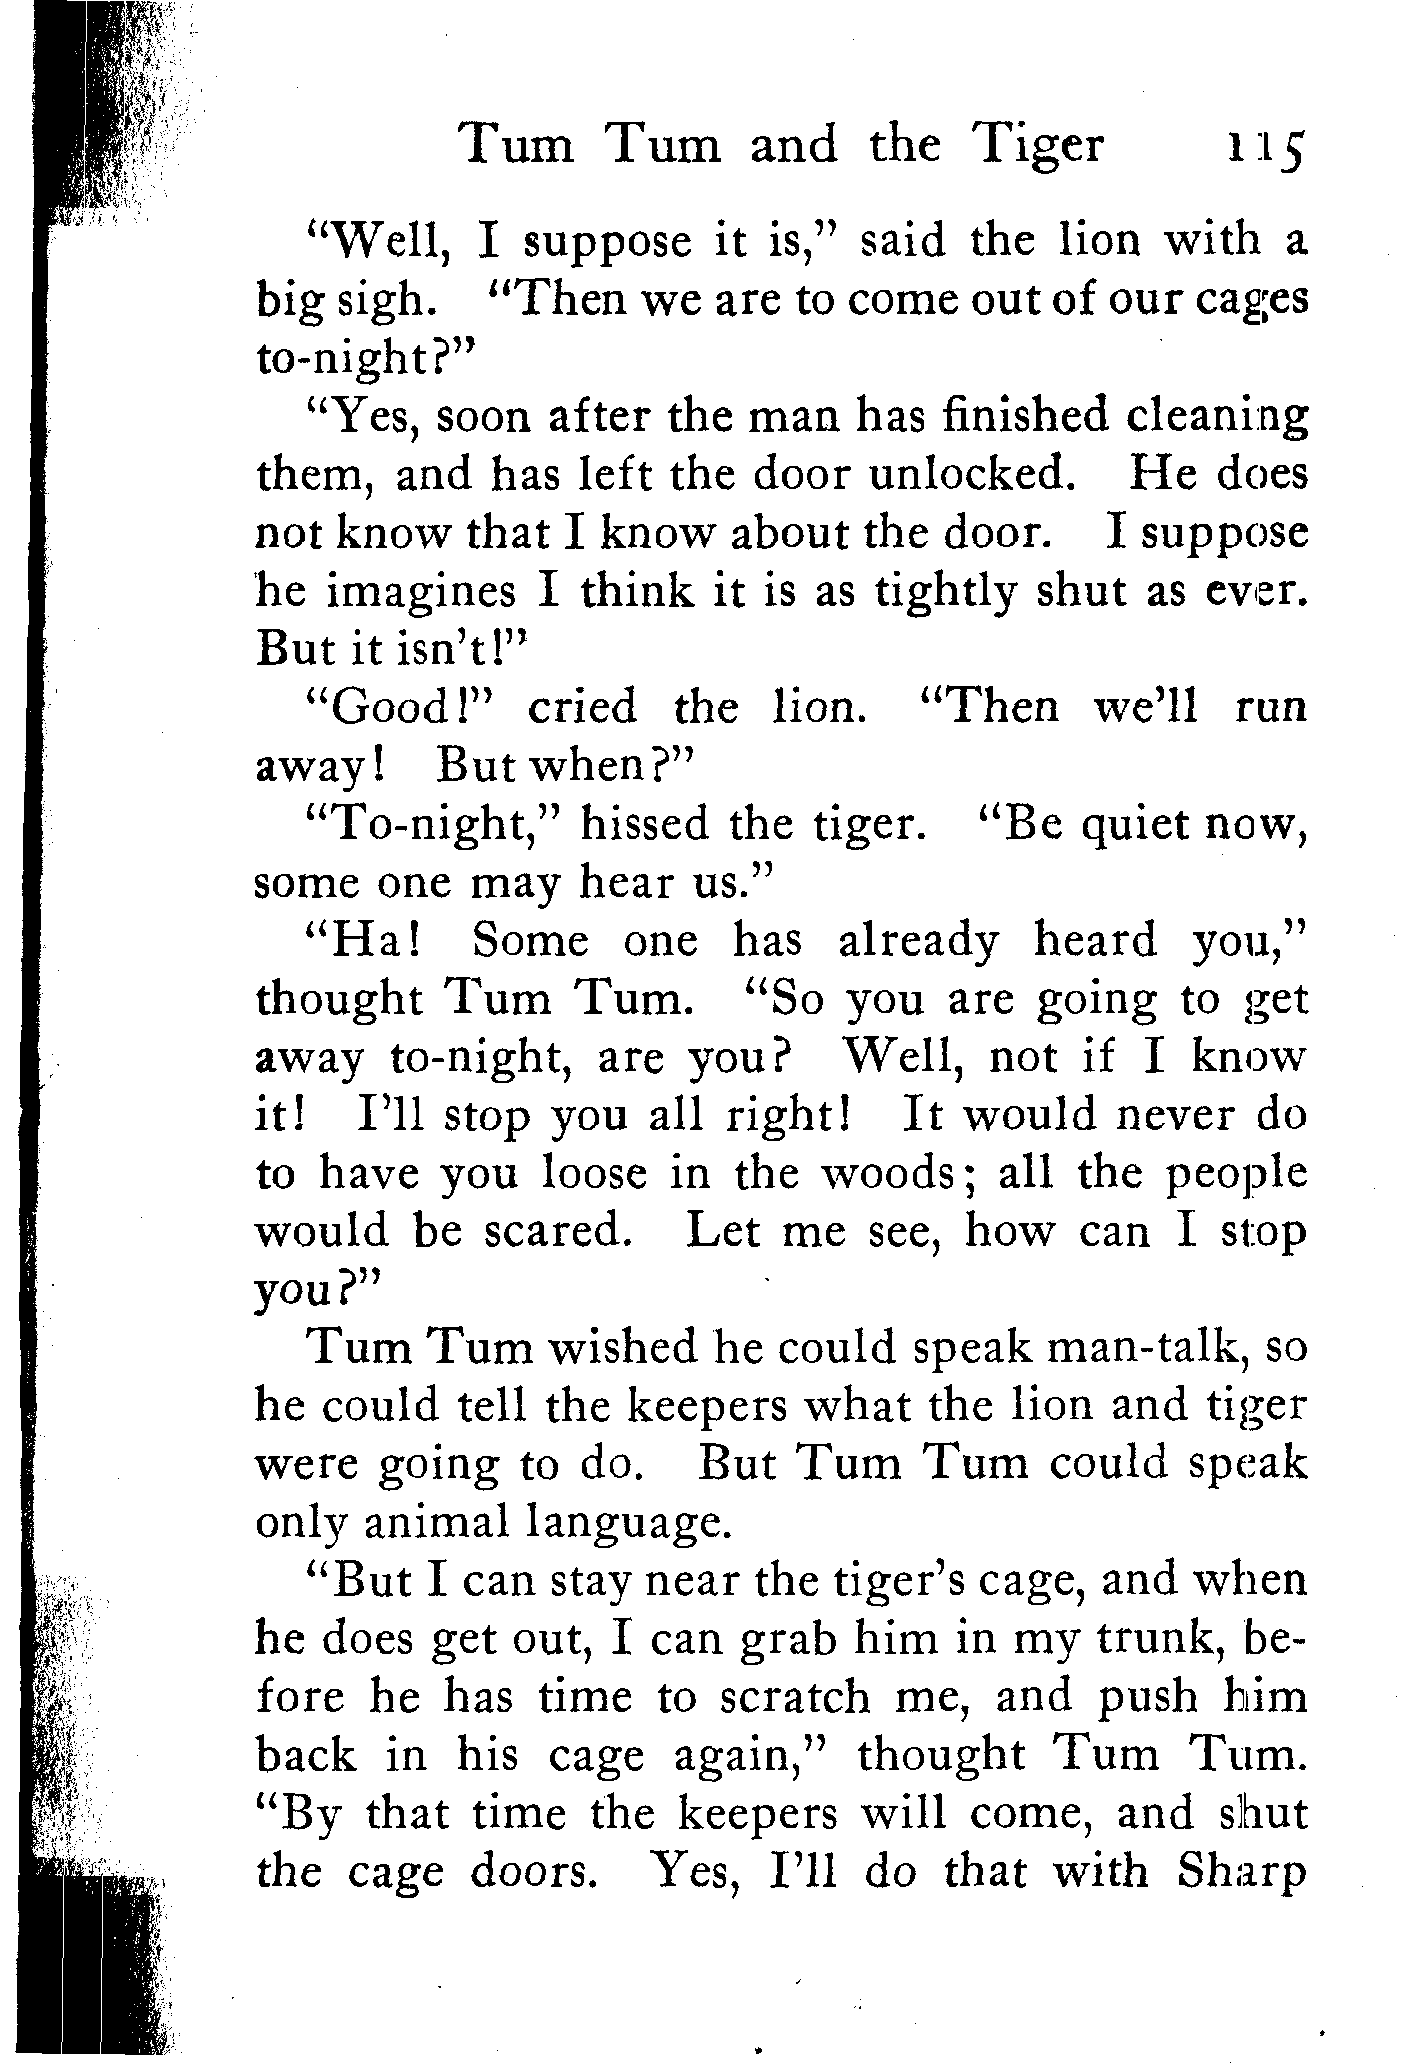 Tum Tum and the Tiger 115
"Well, I suppose it is," said the lion with a
big sigh. "Then we are to come out of our cages
to-night?"
"Yes, soon after the man has finished cleaning
them, and has left the door unlocked. He does
not know that I know about the door. I suppose
he imagines I think it is as tightly shut as ever.
But it isn't!"
"Good!" cried the lion. "Then we'll run
away! But when?"
"To-night," hissed the tiger. "Be quiet now,
some one may hear us."
"Ha! Some one has already heard you,"
thought Tum Tum. "So you are going to get
away to-night, are you? Well, not if I know
it! I'll stop you all right! It would never do
to have you loose in the woods; all the people
would be scared. Let me see, how can I stop
you?"
Tum Tum wished he could speak man-talk, so
he could tell the keepers what the lion and tiger
were going to do. But Tum Tum could speak
only animal language.
"But I can stay near the tiger's cage, and when
he does get out, I can grab him in my trunk, be-
fore he has time to scratch me, and push him
back in his cage again," thought Tum Tum.
"By that time the keepers will come, and shut
the cage doors. Yes, I'll do that with Sharp